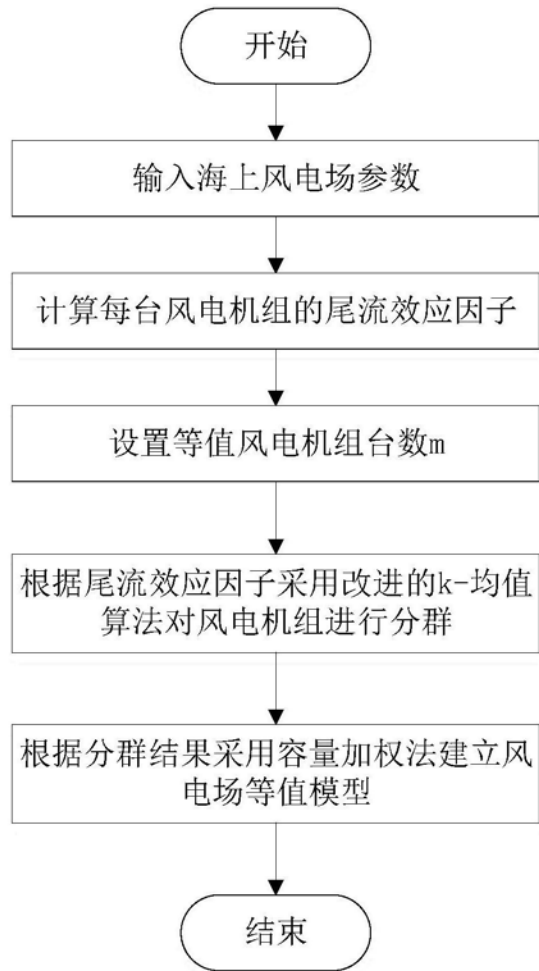 开始
输入海上风电场参数
计算每台风电机组的尾流效应因子
设置等值风电机组台数m
根据尾流效应因子采用改进的k-均值
算法对风电机组进行分群
根据分群结果采用容量加权法建立风
电场等值模型
结束